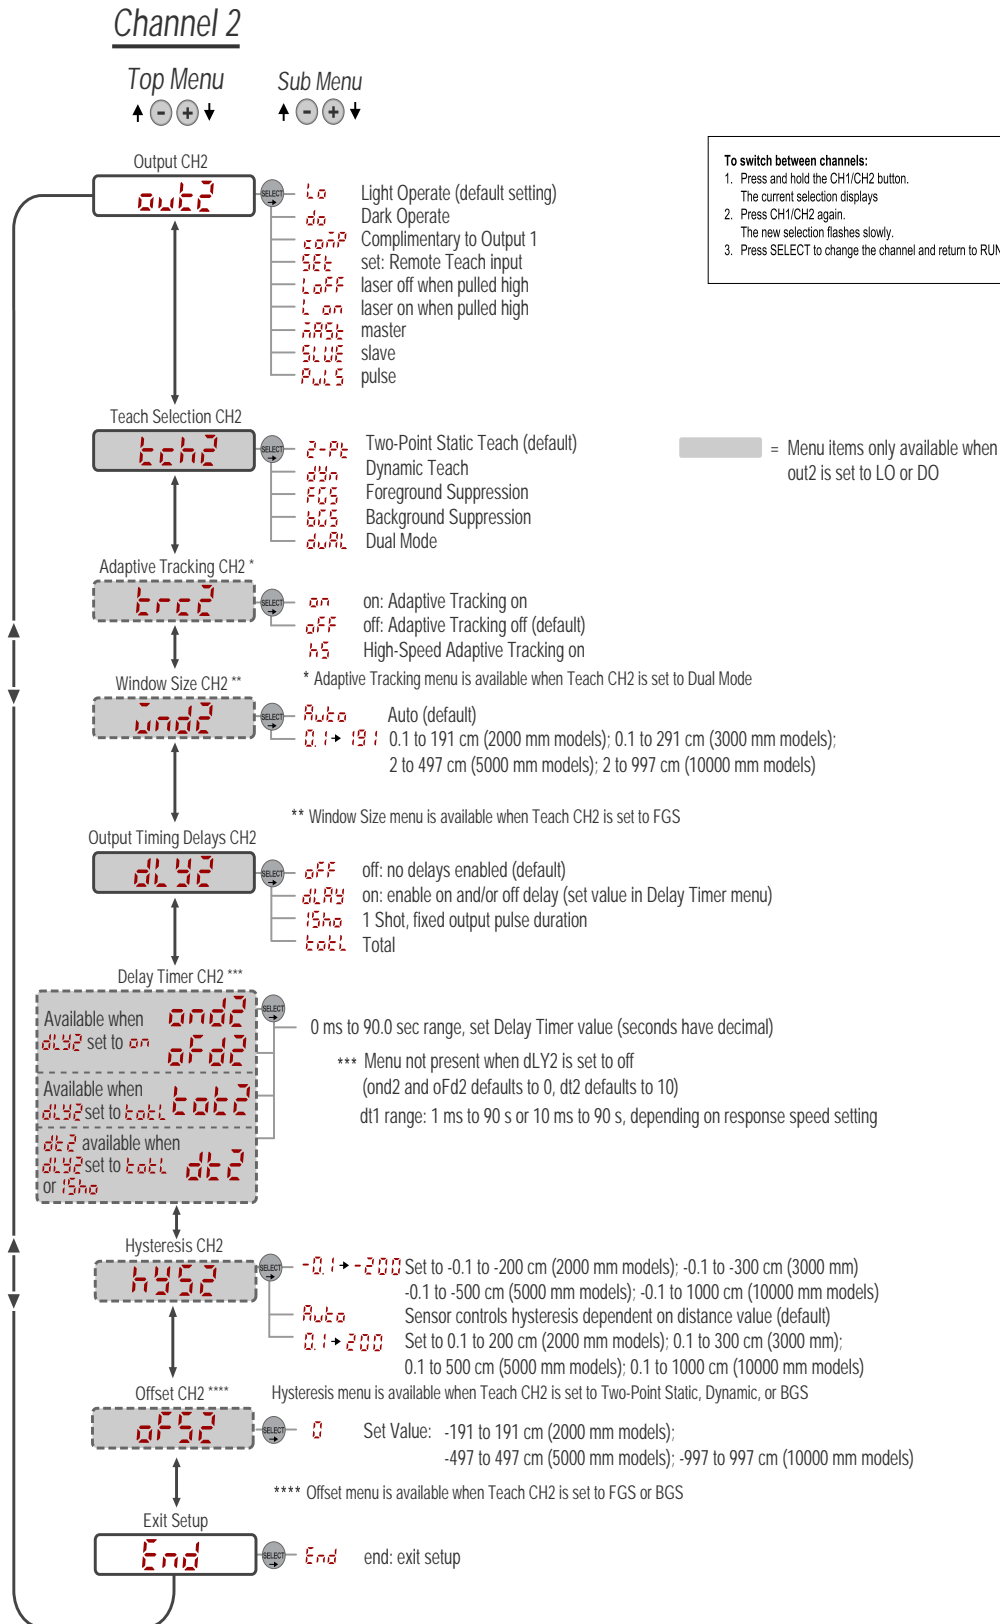 Channel 2
Top Menu
Sub Menu
- +
- +
To switch between channels:
1. Press and hold the CH1/CH2 button.
The current selection displays
2. Press CH1/CH2 again.
The new selection flashes slowly.
3. Press SELECT to change the channel and return to RUN
Output CH2
out2
SELECT
Lo Light Operate (default setting)
do Dark Operate
comP Complimentary to Output 1
SEt set: Remote Teach input
LoFF laser off when pulled high
L on laser on when pulled high
mASt master
SLUE slave
PuLS pulse
Teach Selection CH2
tch2
SELECT
2-Pt Two-Point Static Teach (default)
dYn Dynamic Teach
FGS Foreground Suppression
bGS Background Suppression
duAL Dual Mode
= Menu items only available when
out2 is set to LO or DO
Adaptive Tracking CH2 *
trc2
SELECT
on on: Adaptive Tracking on
oFF off: Adaptive Tracking off (default)
hS High-Speed Adaptive Tracking on
* Adaptive Tracking menu is available when Teach CH2 is set to Dual Mode
Window Size CH2 **
wnd2
SELECT
Auto Auto (default)
0.1 → 191 0.1 to 191 cm (2000 mm models); 0.1 to 291 cm (3000 mm models);
2 to 497 cm (5000 mm models); 2 to 997 cm (10000 mm models)
** Window Size menu is available when Teach CH2 is set to FGS
Output Timing Delays CH2
dLY2
SELECT
oFF off: no delays enabled (default)
dLAY on: enable on and/or off delay (set value in Delay Timer menu)
1Sho 1 Shot, fixed output pulse duration
totL Total
Delay Timer CH2 ***
Available when
dLY2 set to on
ond2
oFd2
SELECT
0 ms to 90.0 sec range, set Delay Timer value (seconds have decimal)
*** Menu not present when dLY2 is set to off
(ond2 and oFd2 defaults to 0, dt2 defaults to 10)
dt1 range: 1 ms to 90 s or 10 ms to 90 s, depending on response speed setting
Available when
dLY2 set to totL
tot2
dt2 available when
dLY2 set to totL
or 1Sho
dt2
Hysteresis CH2
hYS2
SELECT
-0.1 → -200 Set to -0.1 to -200 cm (2000 mm models); -0.1 to -300 cm (3000 mm)
-0.1 to -500 cm (5000 mm models); -0.1 to 1000 cm (10000 mm models)
Auto Sensor controls hysteresis dependent on distance value (default)
0.1 → 200 Set to 0.1 to 200 cm (2000 mm models); 0.1 to 300 cm (3000 mm);
0.1 to 500 cm (5000 mm models); 0.1 to 1000 cm (10000 mm models)
Hysteresis menu is available when Teach CH2 is set to Two-Point Static, Dynamic, or BGS
Offset CH2 ****
oFS2
SELECT
0 Set Value: -191 to 191 cm (2000 mm models);
-497 to 497 cm (5000 mm models); -997 to 997 cm (10000 mm models)
**** Offset menu is available when Teach CH2 is set to FGS or BGS
Exit Setup
End
SELECT
End end: exit setup